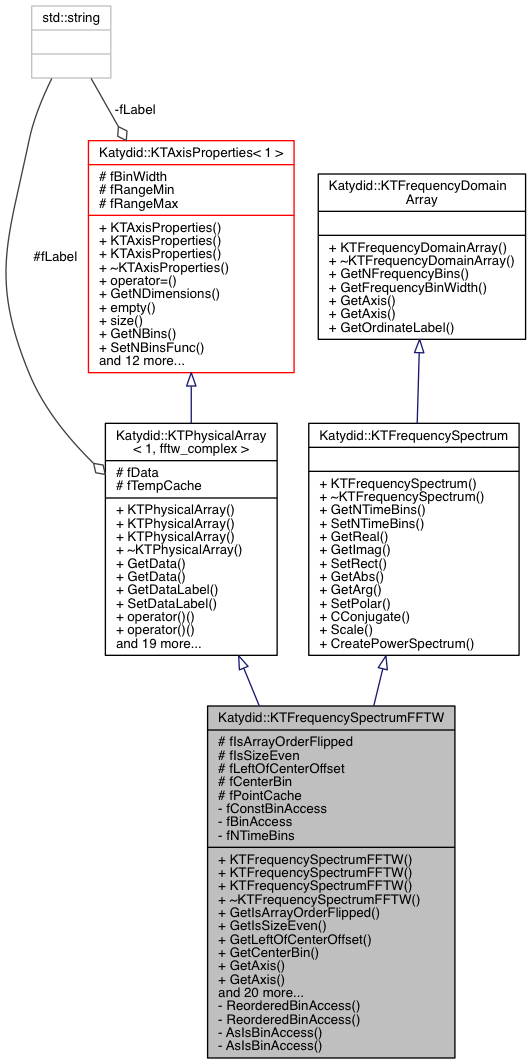 std::string
-fLabel
#fLabel
Katydid::KTAxisProperties< 1 >
# fBinWidth
# fRangeMin
# fRangeMax
+ KTAxisProperties()
+ KTAxisProperties()
+ KTAxisProperties()
+ ~KTAxisProperties()
+ operator=()
+ GetNDimensions()
+ empty()
+ size()
+ GetNBins()
+ SetNBinsFunc()
and 12 more...
Katydid::KTFrequencyDomain
Array
+ KTFrequencyDomainArray()
+ ~KTFrequencyDomainArray()
+ GetNFrequencyBins()
+ GetFrequencyBinWidth()
+ GetAxis()
+ GetAxis()
+ GetOrdinateLabel()
Katydid::KTPhysicalArray
< 1, fftw_complex >
# fData
# fTempCache
+ KTPhysicalArray()
+ KTPhysicalArray()
+ KTPhysicalArray()
+ ~KTPhysicalArray()
+ GetData()
+ GetData()
+ GetDataLabel()
+ SetDataLabel()
+ operator()()
+ operator()()
and 19 more...
Katydid::KTFrequencySpectrum
+ KTFrequencySpectrum()
+ ~KTFrequencySpectrum()
+ GetNTimeBins()
+ SetNTimeBins()
+ GetReal()
+ GetImag()
+ SetRect()
+ GetAbs()
+ GetArg()
+ SetPolar()
+ CConjugate()
+ Scale()
+ CreatePowerSpectrum()
Katydid::KTFrequencySpectrumFFTW
# fIsArrayOrderFlipped
# fIsSizeEven
# fLeftOfCenterOffset
# fCenterBin
# fPointCache
- fConstBinAccess
- fBinAccess
- fNTimeBins
+ KTFrequencySpectrumFFTW()
+ KTFrequencySpectrumFFTW()
+ KTFrequencySpectrumFFTW()
+ ~KTFrequencySpectrumFFTW()
+ GetIsArrayOrderFlipped()
+ GetIsSizeEven()
+ GetLeftOfCenterOffset()
+ GetCenterBin()
+ GetAxis()
+ GetAxis()
and 20 more...
- ReorderedBinAccess()
- ReorderedBinAccess()
- AsIsBinAccess()
- AsIsBinAccess()